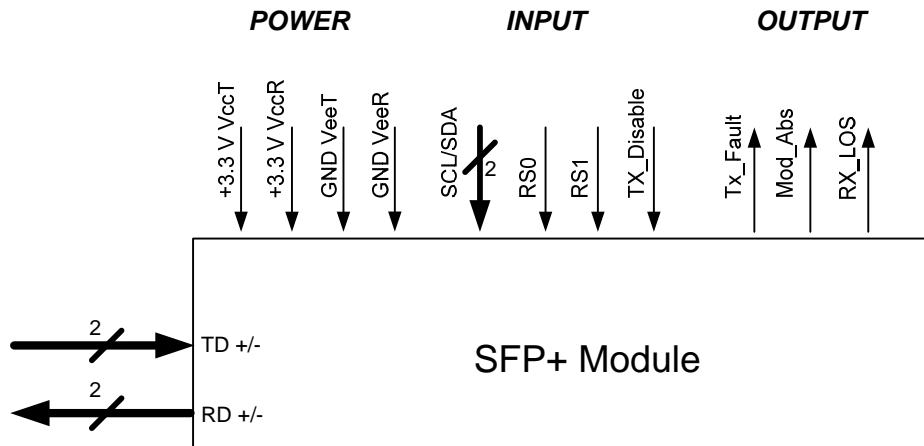 POWER
INPUT
OUTPUT
+3.3 V VccT
+3.3 V VccR
GND VeeT
GND VeeR
SCL/SDA
2
RS0
RS1
TX_Disable
Tx_Fault
Mod_Abs
RX_LOS
2
TD +/-
SFP+ Module
2
RD +/-